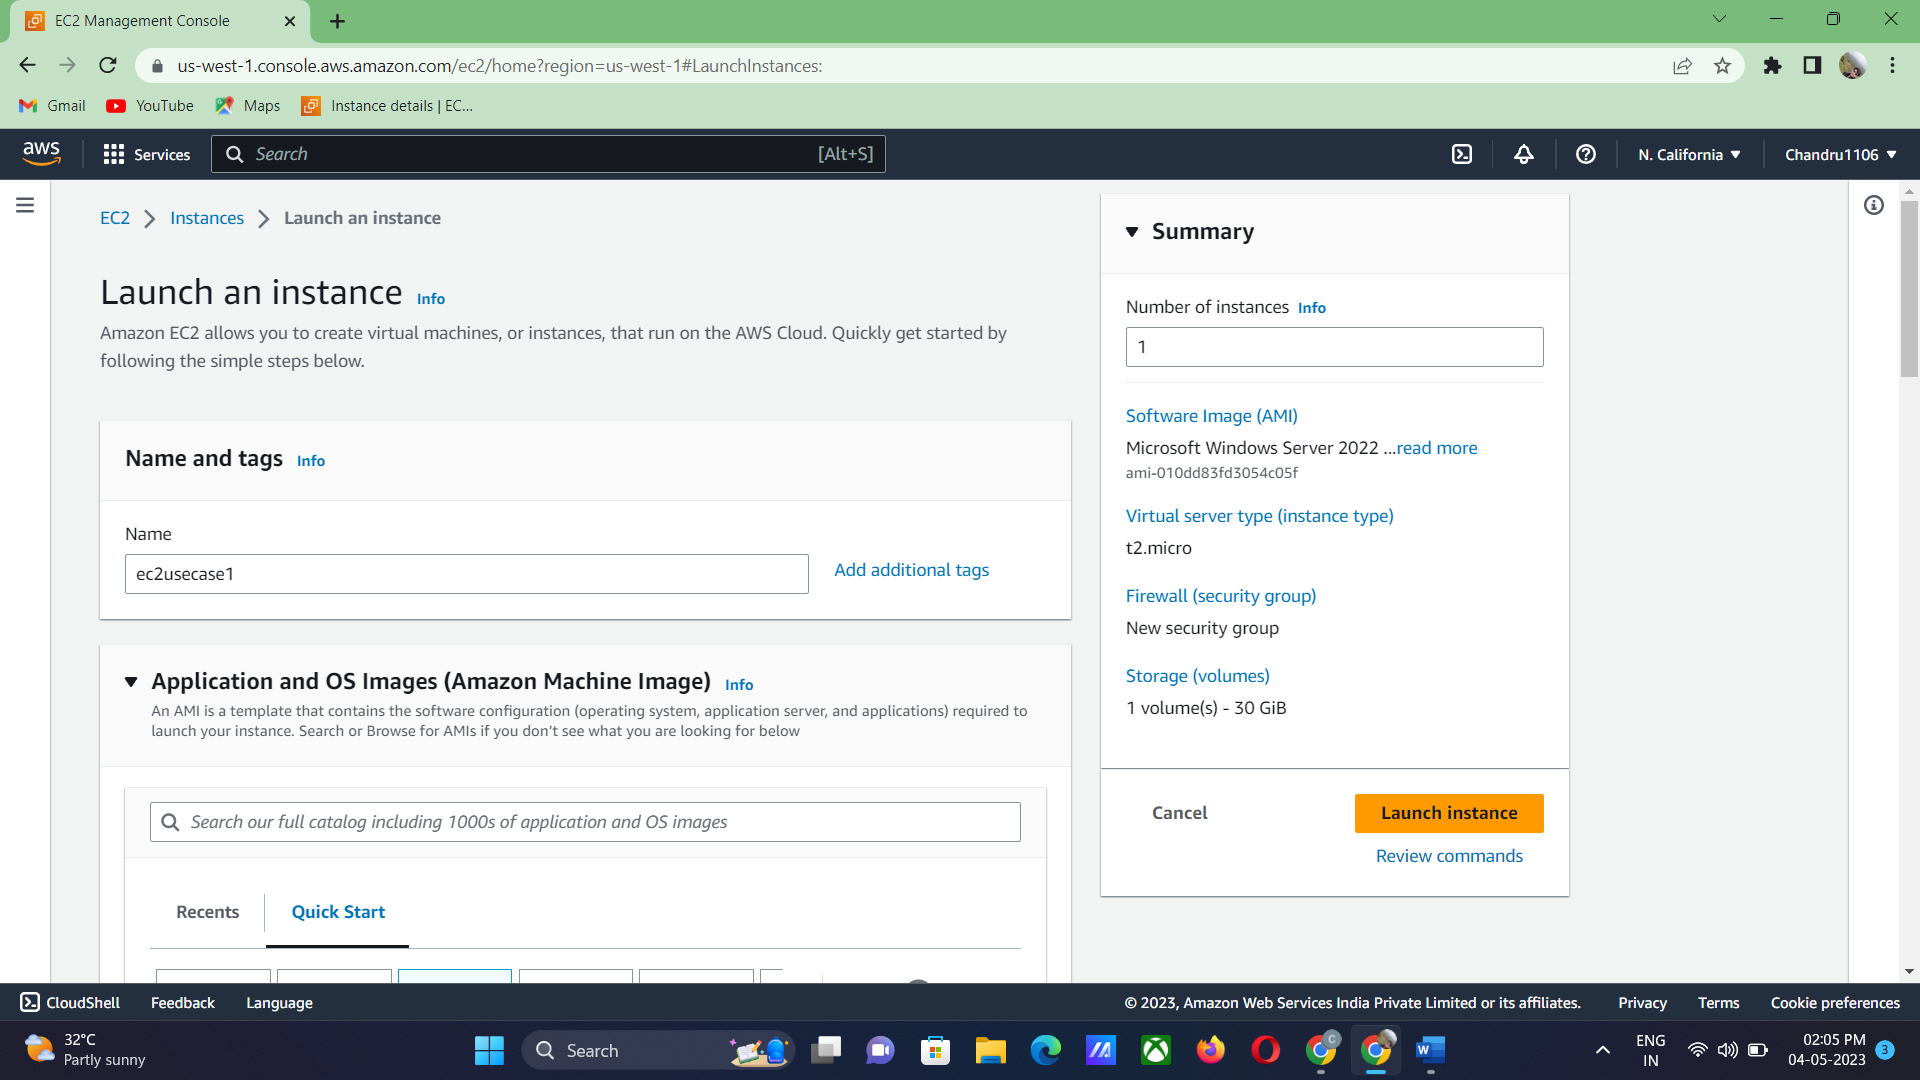 EC2 Management Console
us-west-1.console.aws.amazon.com/ec2/home?region=us-west-1#LaunchInstances:
Gmail YouTube Maps Instance details | EC...
aws Services Search [Alt+S] N. California Chandru1106
EC2 Instances Launch an instance
Launch an instance Info
Amazon EC2 allows you to create virtual machines, or instances, that run on the AWS Cloud. Quickly get started by
following the simple steps below.
Name and tags Info
Name
ec2usecase1
Add additional tags
Application and OS Images (Amazon Machine Image) Info
An AMI is a template that contains the software configuration (operating system, application server, and applications) required to
launch your instance. Search or Browse for AMIs if you don't see what you are looking for below
Search our full catalog including 1000s of application and OS images
Recents Quick Start
Summary
Number of instances Info
1
Software Image (AMI)
Microsoft Windows Server 2022 ...read more
ami-010dd83fd3054c05f
Virtual server type (instance type)
t2.micro
Firewall (security group)
New security group
Storage (volumes)
1 volume(s) - 30 GiB
Cancel Launch instance
Review commands
CloudShell Feedback Language © 2023, Amazon Web Services India Private Limited or its affiliates. Privacy Terms Cookie preferences
32°C
Partly sunny
Search
C
W
ENG
IN
02:05 PM
04-05-2023
3